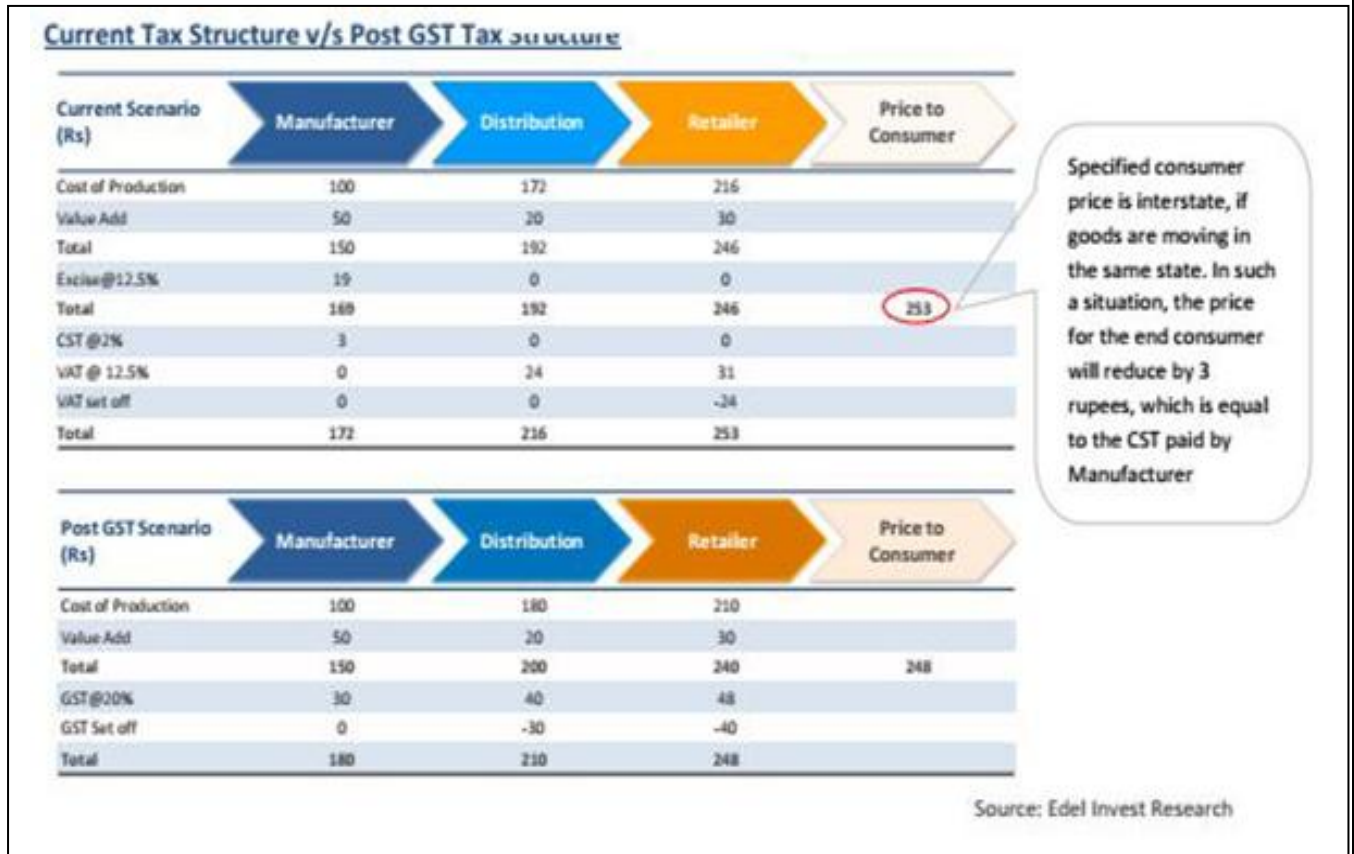 Current Tax Structure v/s Post GST Tax Structure
Current Scenario (Rs) Manufacturer Distribution Retailer Price to Consumer
Cost of Production 100 172 216
Value Add 50 20 30
Total 150 192 246
Excise@12.5% 19 0 0
Total 169 192 246 253
CST @2% 3 0 0
VAT @ 12.5% 0 24 31
VAT set off 0 0 -24
Total 172 216 253
Specified consumer
price is interstate, if
goods are moving in
the same state. In such
a situation, the price
for the end consumer
will reduce by 3
rupees, which is equal
to the CST paid by
Manufacturer
Post GST Scenario (Rs) Manufacturer Distribution Retailer Price to Consumer
Cost of Production 100 180 210
Value Add 50 20 30
Total 150 200 240 248
GST@20% 30 40 48
GST Set off 0 -30 -40
Total 180 210 248
Source: Edel Invest Research